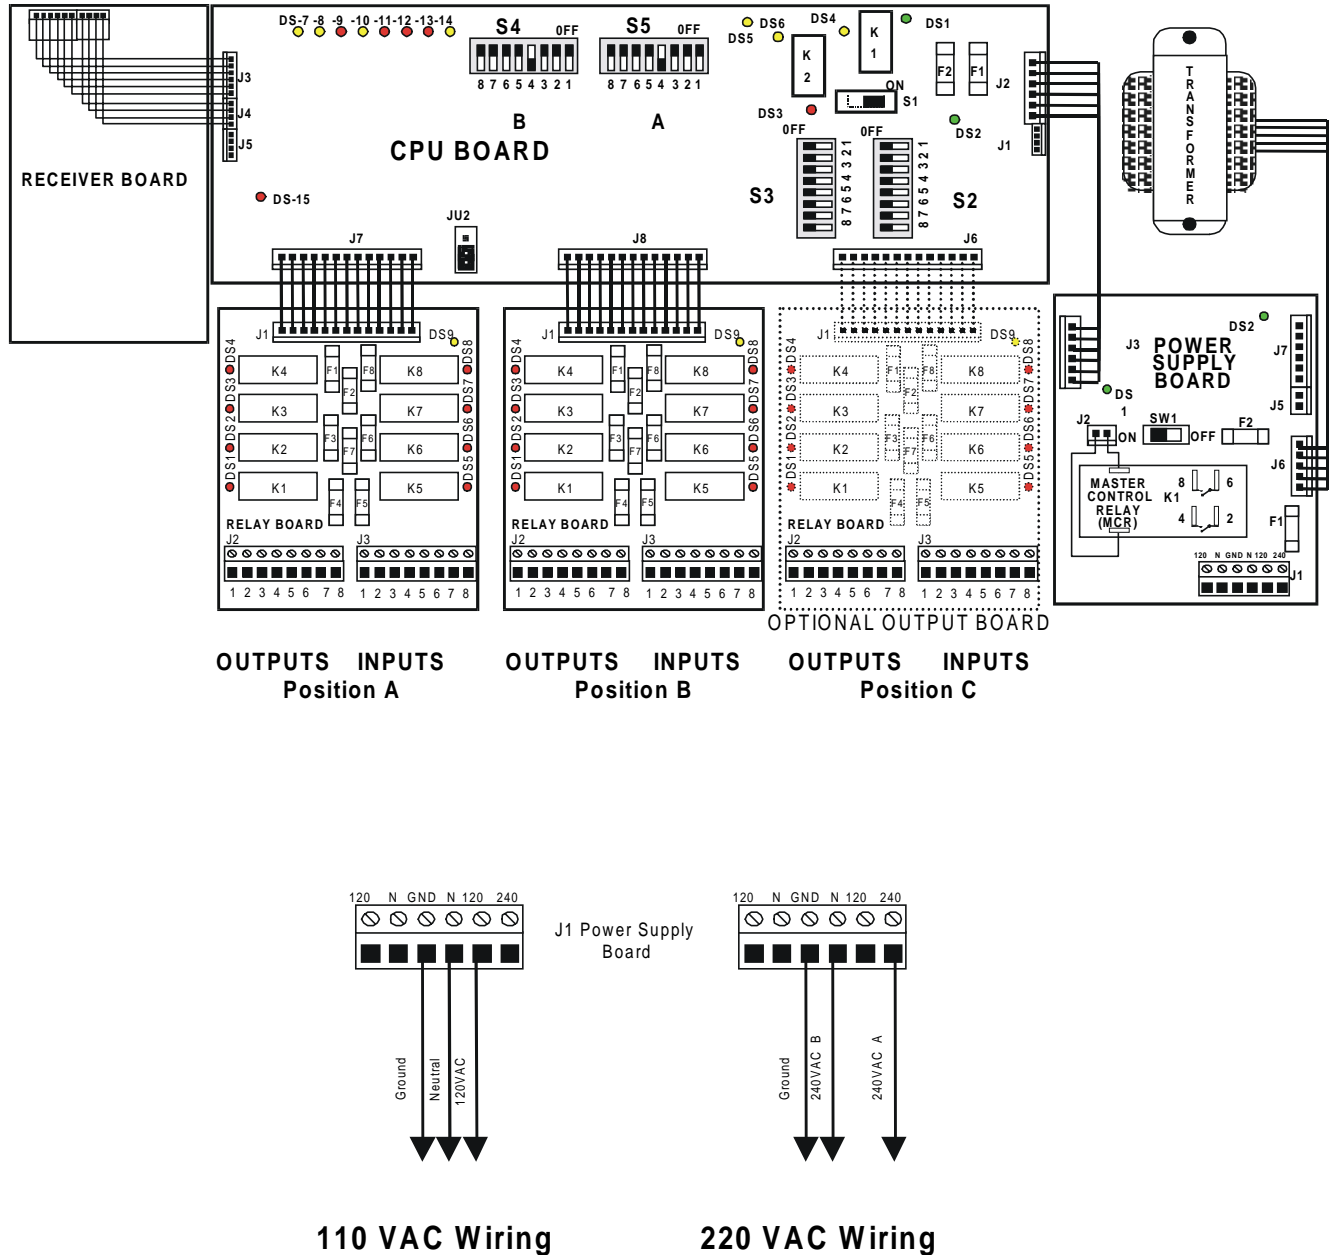 DS-7 -8 -9 -10 -11 -12 -13 -14
S4 0FF
8 7 6 5 4 3 2 1
B
S5 0FF
8 7 6 5 4 3 2 1
A
CPU BOARD
DS6
DS5
DS4
DS1
K 2
K 1
ON
S1
DS3
F2 F1
DS2
J2
J1
0FF
8 7 6 5 4 3 2 1
S3
0FF
8 7 6 5 4 3 2 1
S2
J3
J4
J5
RECEIVER BOARD
DS-15
JU2
J7
J8
J6
TRANSFORMER
J1
DS9
DS4
DS3
DS2
DS1
DS8
DS7
DS6
DS5
K4
K3
K2
K1
K8
K7
K6
K5
F1
F2
F8
F3
F7
F6
F4
F5
RELAY BOARD
J2
J3
1 2 3 4 5 6 7 8
1 2 3 4 5 6 7 8
J1
DS9
DS4
DS3
DS2
DS1
DS8
DS7
DS6
DS5
K4
K3
K2
K1
K8
K7
K6
K5
F1
F2
F8
F3
F7
F6
F4
F5
RELAY BOARD
J2
J3
1 2 3 4 5 6 7 8
1 2 3 4 5 6 7 8
J1
DS9
DS4
DS3
DS2
DS1
DS8
DS7
DS6
DS5
K4
K3
K2
K1
K8
K7
K6
K5
F1
F2
F8
F3
F7
F6
F4
F5
RELAY BOARD
J2
J3
1 2 3 4 5 6 7 8
1 2 3 4 5 6 7 8
OPTIONAL OUTPUT BOARD
DS2
J3
POWER
SUPPLY
BOARD
J7
DS
1
J5
J2
ON
SW1
OFF
F2
J6
MASTER
CONTROL
RELAY
(MCR)
K1
8 6
4 2
F1
120 N GND N 120 240
J1
OUTPUTS INPUTS
Position A
OUTPUTS INPUTS
Position B
OUTPUTS INPUTS
Position C
120 N GND N 120 240
J1 Power Supply
Board
120 N GND N 120 240
Ground
Neutral
120VAC
Ground
240VAC B
240VAC A
110 VAC Wiring
220 VAC Wiring